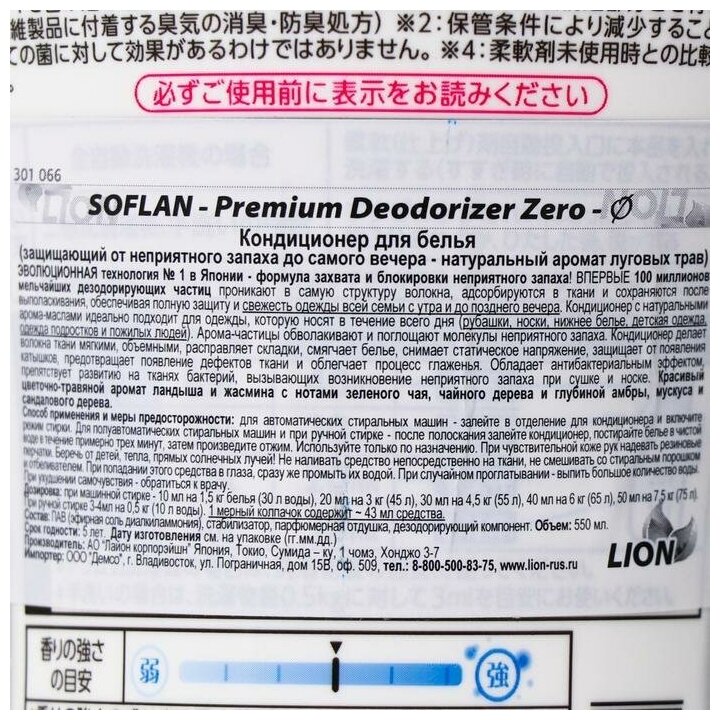 維製品に付着する臭気の消臭・防臭処方）※2：保管条件により減少すること
ての菌に対して効果があるわけではありません。※4：柔軟剤未使用時との比較
必ずご使用前に表示をお読みください
301 066
LION
SOFLAN - Premium Deodorizer Zero - Ø
Кондиционер для белья
(защищающий от неприятного запаха до самого вечера - натуральный аромат луговых трав)
ЭВОЛЮЦИОННАЯ технология № 1 в Японии - формула захвата и блокировки неприятного запаха! ВПЕРВЫЕ 100 миллионов
мельчайших дезодорирующих частиц проникают в самую структуру волокна, адсорбируются в ткани и сохраняются после
выполаскивания, обеспечивая полную защиту и свежесть одежды всей семьи с утра и до позднего вечера. Кондиционер с натуральными
арома-маслами идеально подходит для одежды, которую носят в течение всего дня (рубашки, носки, нижнее белье, детская одежда,
одежда подростков и пожилых людей). Арома-частицы обволакивают и поглощают молекулы неприятного запаха. Кондиционер делает
волокна ткани мягкими, объемными, расправляет складки, смягчает белье, снимает статическое напряжение, защищает от появления
катышков, предотвращает появление дефектов ткани и облегчает процесс глаженья. Обладает антибактериальным эффектом,
препятствует развитию на тканях бактерий, вызывающих возникновение неприятного запаха при сушке и носке. Красивый
цветочно-травяной аромат ландыша и жасмина с нотами зеленого чая, чайного дерева и глубиной амбры, мускуса и
сандалового дерева.
Способ применения и меры предосторожности: для автоматических стиральных машин - залейте в отделение для кондиционера и включите
режим стирки. Для полуавтоматических стиральных машин и при ручной стирке - после полоскания залейте кондиционер, постирайте белье в чистой
воде в течение примерно трех минут, затем произведите отжим. Используйте только по назначению. При чувствительной коже рук надевать резиновые
перчатки. Беречь от детей, тепла, прямых солнечных лучей! Не наливать средство непосредственно на ткани, не смешивать со стиральным порошком
и отбеливателем. При попадании этого средства в глаза, сразу же промыть их водой. При случайном проглатывании - выпить большое количество воды.
При ухудшении самочувствия - обратиться к врачу.
Дозировка: при машинной стирке - 10 мл на 1,5 кг белья (30 л воды), 20 мл на 3 кг (45 л), 30 мл на 4,5 кг (55 л), 40 мл на 6 кг (65 л), 50 мл на 7,5 кг (75 л).
При ручной стирке 3-4мл на 0,5 кг (10 л воды). 1 мерный колпачок содержит ~ 43 мл средства.
Состав: ПАВ (эфирная соль диалкиламмония), стабилизатор, парфюмерная отдушка, дезодорирующий компонент. Объем: 550 мл.
Срок годности: 5 лет. Дату изготовления см. на упаковке (гг.мм.дд.)
Производитель: АО "Лайон корпорэйшн" Япония, Токио, Сумида – ку, 1 чомэ, Хонджо 3-7
Импортер: ООО "Демсо", г. Владивосток, ул. Пограничная, дом 15В, оф. 509, тел.: 8-800-500-83-75, www.lion-rus.ru
LION
香りの強さ
の目安
弱 強